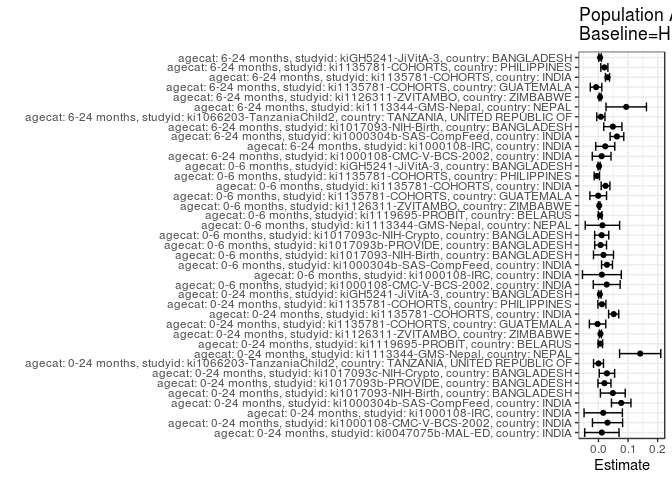 Population A
Baseline=H
agecat: 6-24 months, studyid: kiGH5241-JiVitA-3, country: BANGLADESH
agecat: 6-24 months, studyid: ki1135781-COHORTS, country: PHILIPPINES
agecat: 6-24 months, studyid: ki1135781-COHORTS, country: INDIA
agecat: 6-24 months, studyid: ki1135781-COHORTS, country: GUATEMALA
agecat: 6-24 months, studyid: ki1126311-ZVITAMBO, country: ZIMBABWE
agecat: 6-24 months, studyid: ki1113344-GMS-Nepal, country: NEPAL
agecat: 6-24 months, studyid: ki1066203-TanzaniaChild2, country: TANZANIA, UNITED REPUBLIC OF
agecat: 6-24 months, studyid: ki1017093-NIH-Birth, country: BANGLADESH
agecat: 6-24 months, studyid: ki1000304b-SAS-CompFeed, country: INDIA
agecat: 6-24 months, studyid: ki1000108-IRC, country: INDIA
agecat: 6-24 months, studyid: ki1000108-CMC-V-BCS-2002, country: INDIA
agecat: 0-6 months, studyid: kiGH5241-JiVitA-3, country: BANGLADESH
agecat: 0-6 months, studyid: ki1135781-COHORTS, country: PHILIPPINES
agecat: 0-6 months, studyid: ki1135781-COHORTS, country: INDIA
agecat: 0-6 months, studyid: ki1135781-COHORTS, country: GUATEMALA
agecat: 0-6 months, studyid: ki1126311-ZVITAMBO, country: ZIMBABWE
agecat: 0-6 months, studyid: ki1119695-PROBIT, country: BELARUS
agecat: 0-6 months, studyid: ki1113344-GMS-Nepal, country: NEPAL
agecat: 0-6 months, studyid: ki1017093c-NIH-Crypto, country: BANGLADESH
agecat: 0-6 months, studyid: ki1017093b-PROVIDE, country: BANGLADESH
agecat: 0-6 months, studyid: ki1017093-NIH-Birth, country: BANGLADESH
agecat: 0-6 months, studyid: ki1000304b-SAS-CompFeed, country: INDIA
agecat: 0-6 months, studyid: ki1000108-IRC, country: INDIA
agecat: 0-6 months, studyid: ki1000108-CMC-V-BCS-2002, country: INDIA
agecat: 0-24 months, studyid: kiGH5241-JiVitA-3, country: BANGLADESH
agecat: 0-24 months, studyid: ki1135781-COHORTS, country: PHILIPPINES
agecat: 0-24 months, studyid: ki1135781-COHORTS, country: INDIA
agecat: 0-24 months, studyid: ki1135781-COHORTS, country: GUATEMALA
agecat: 0-24 months, studyid: ki1126311-ZVITAMBO, country: ZIMBABWE
agecat: 0-24 months, studyid: ki1119695-PROBIT, country: BELARUS
agecat: 0-24 months, studyid: ki1113344-GMS-Nepal, country: NEPAL
agecat: 0-24 months, studyid: ki1066203-TanzaniaChild2, country: TANZANIA, UNITED REPUBLIC OF
agecat: 0-24 months, studyid: ki1017093c-NIH-Crypto, country: BANGLADESH
agecat: 0-24 months, studyid: ki1017093b-PROVIDE, country: BANGLADESH
agecat: 0-24 months, studyid: ki1017093-NIH-Birth, country: BANGLADESH
agecat: 0-24 months, studyid: ki1000304b-SAS-CompFeed, country: INDIA
agecat: 0-24 months, studyid: ki1000108-IRC, country: INDIA
agecat: 0-24 months, studyid: ki1000108-CMC-V-BCS-2002, country: INDIA
agecat: 0-24 months, studyid: ki0047075b-MAL-ED, country: INDIA
0.0 0.1 0.2
Estimate